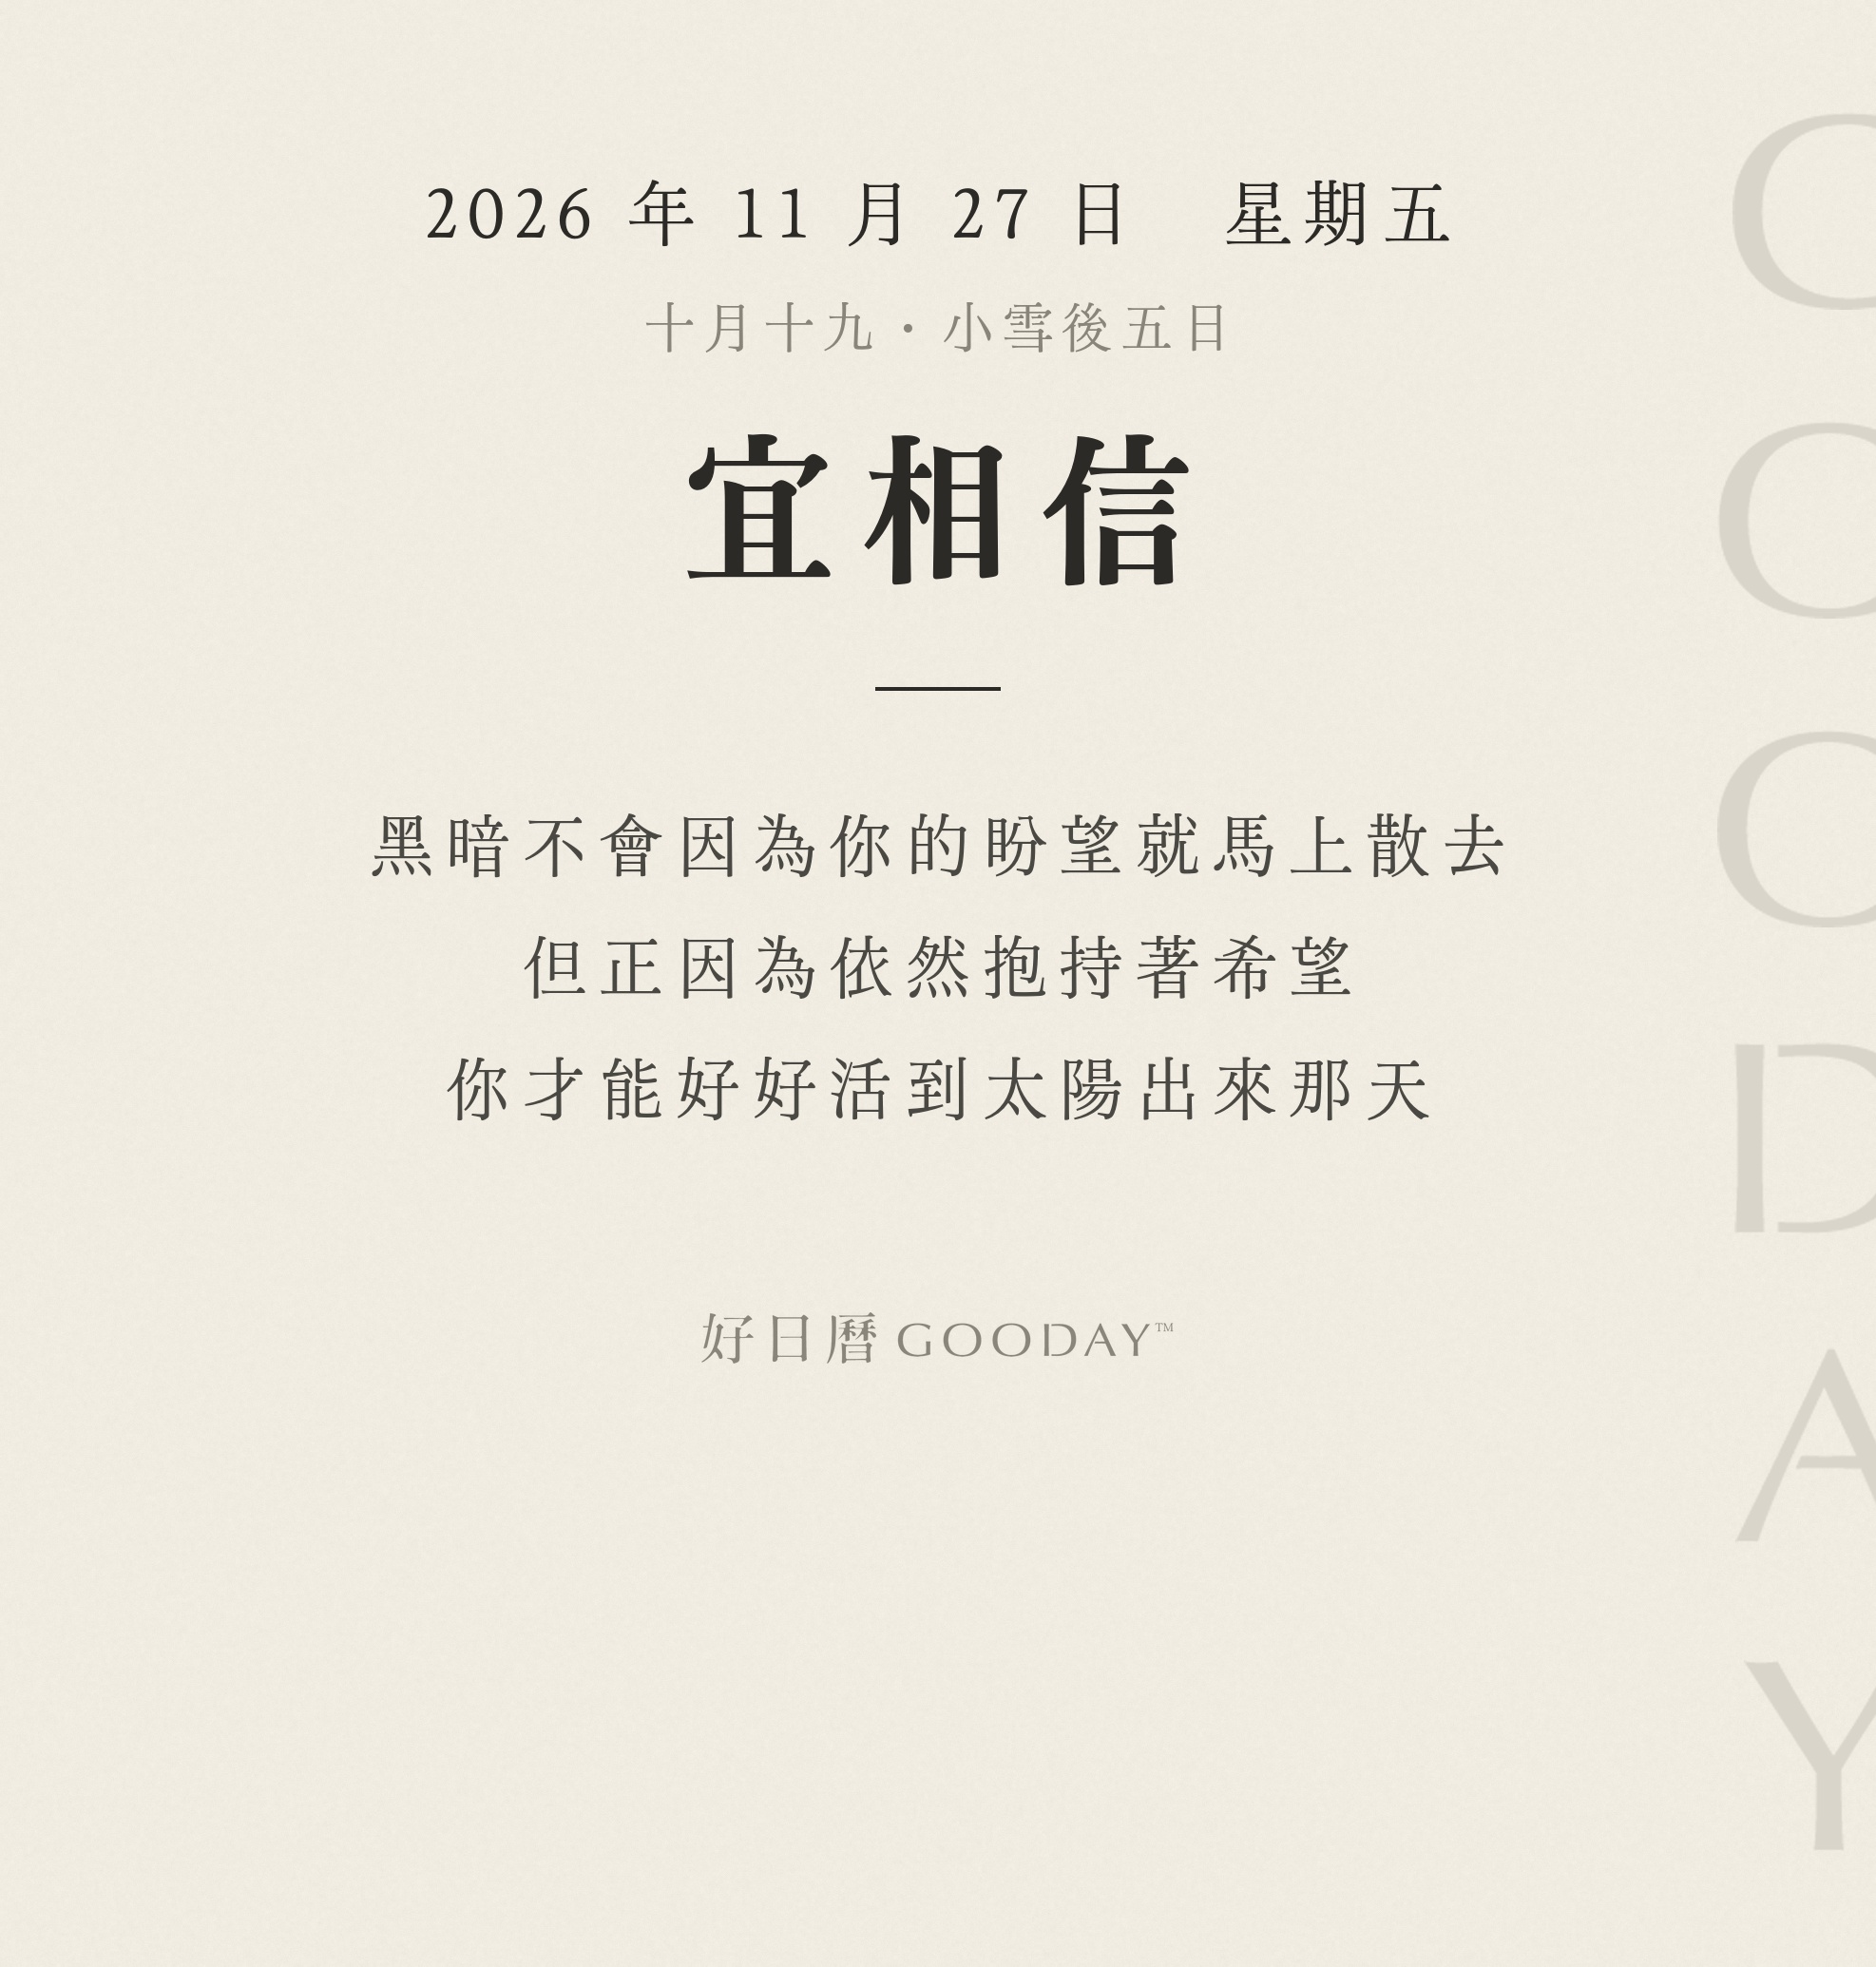 2026 年 11 月 27 日　星期五
十月十九・小雪後五日
宜相信
黑暗不會因為你的盼望就馬上散去
但正因為依然抱持著希望
你才能好好活到太陽出來那天
好日曆 GOODAY™
GOODAY